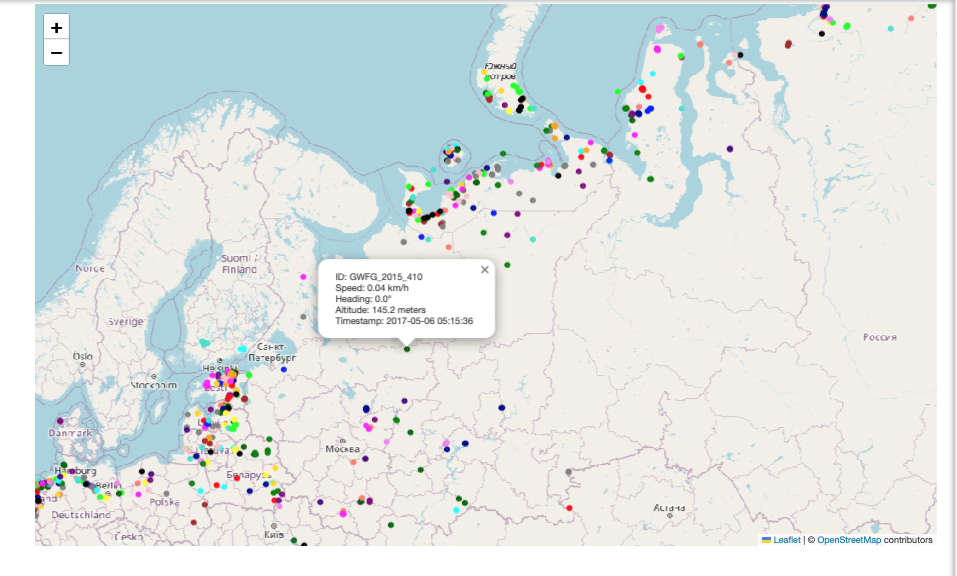 +
−
Южный
Norge
Suomi /
Finland
×
ID: GWFG_2015_410
Speed: 0.04 km/h
Heading: 0.0°
Altitude: 145.2 meters
Timestamp: 2017-05-06 05:15:36
Sverige
Россия
Oslo
Санкт-
Петербург
Stockholm
Danmark
Москва
Hamburg
Berlin
Беларусь
Polska
Deutschland
Астана
Київ
Česko
Leaflet | © OpenStreetMap contributors